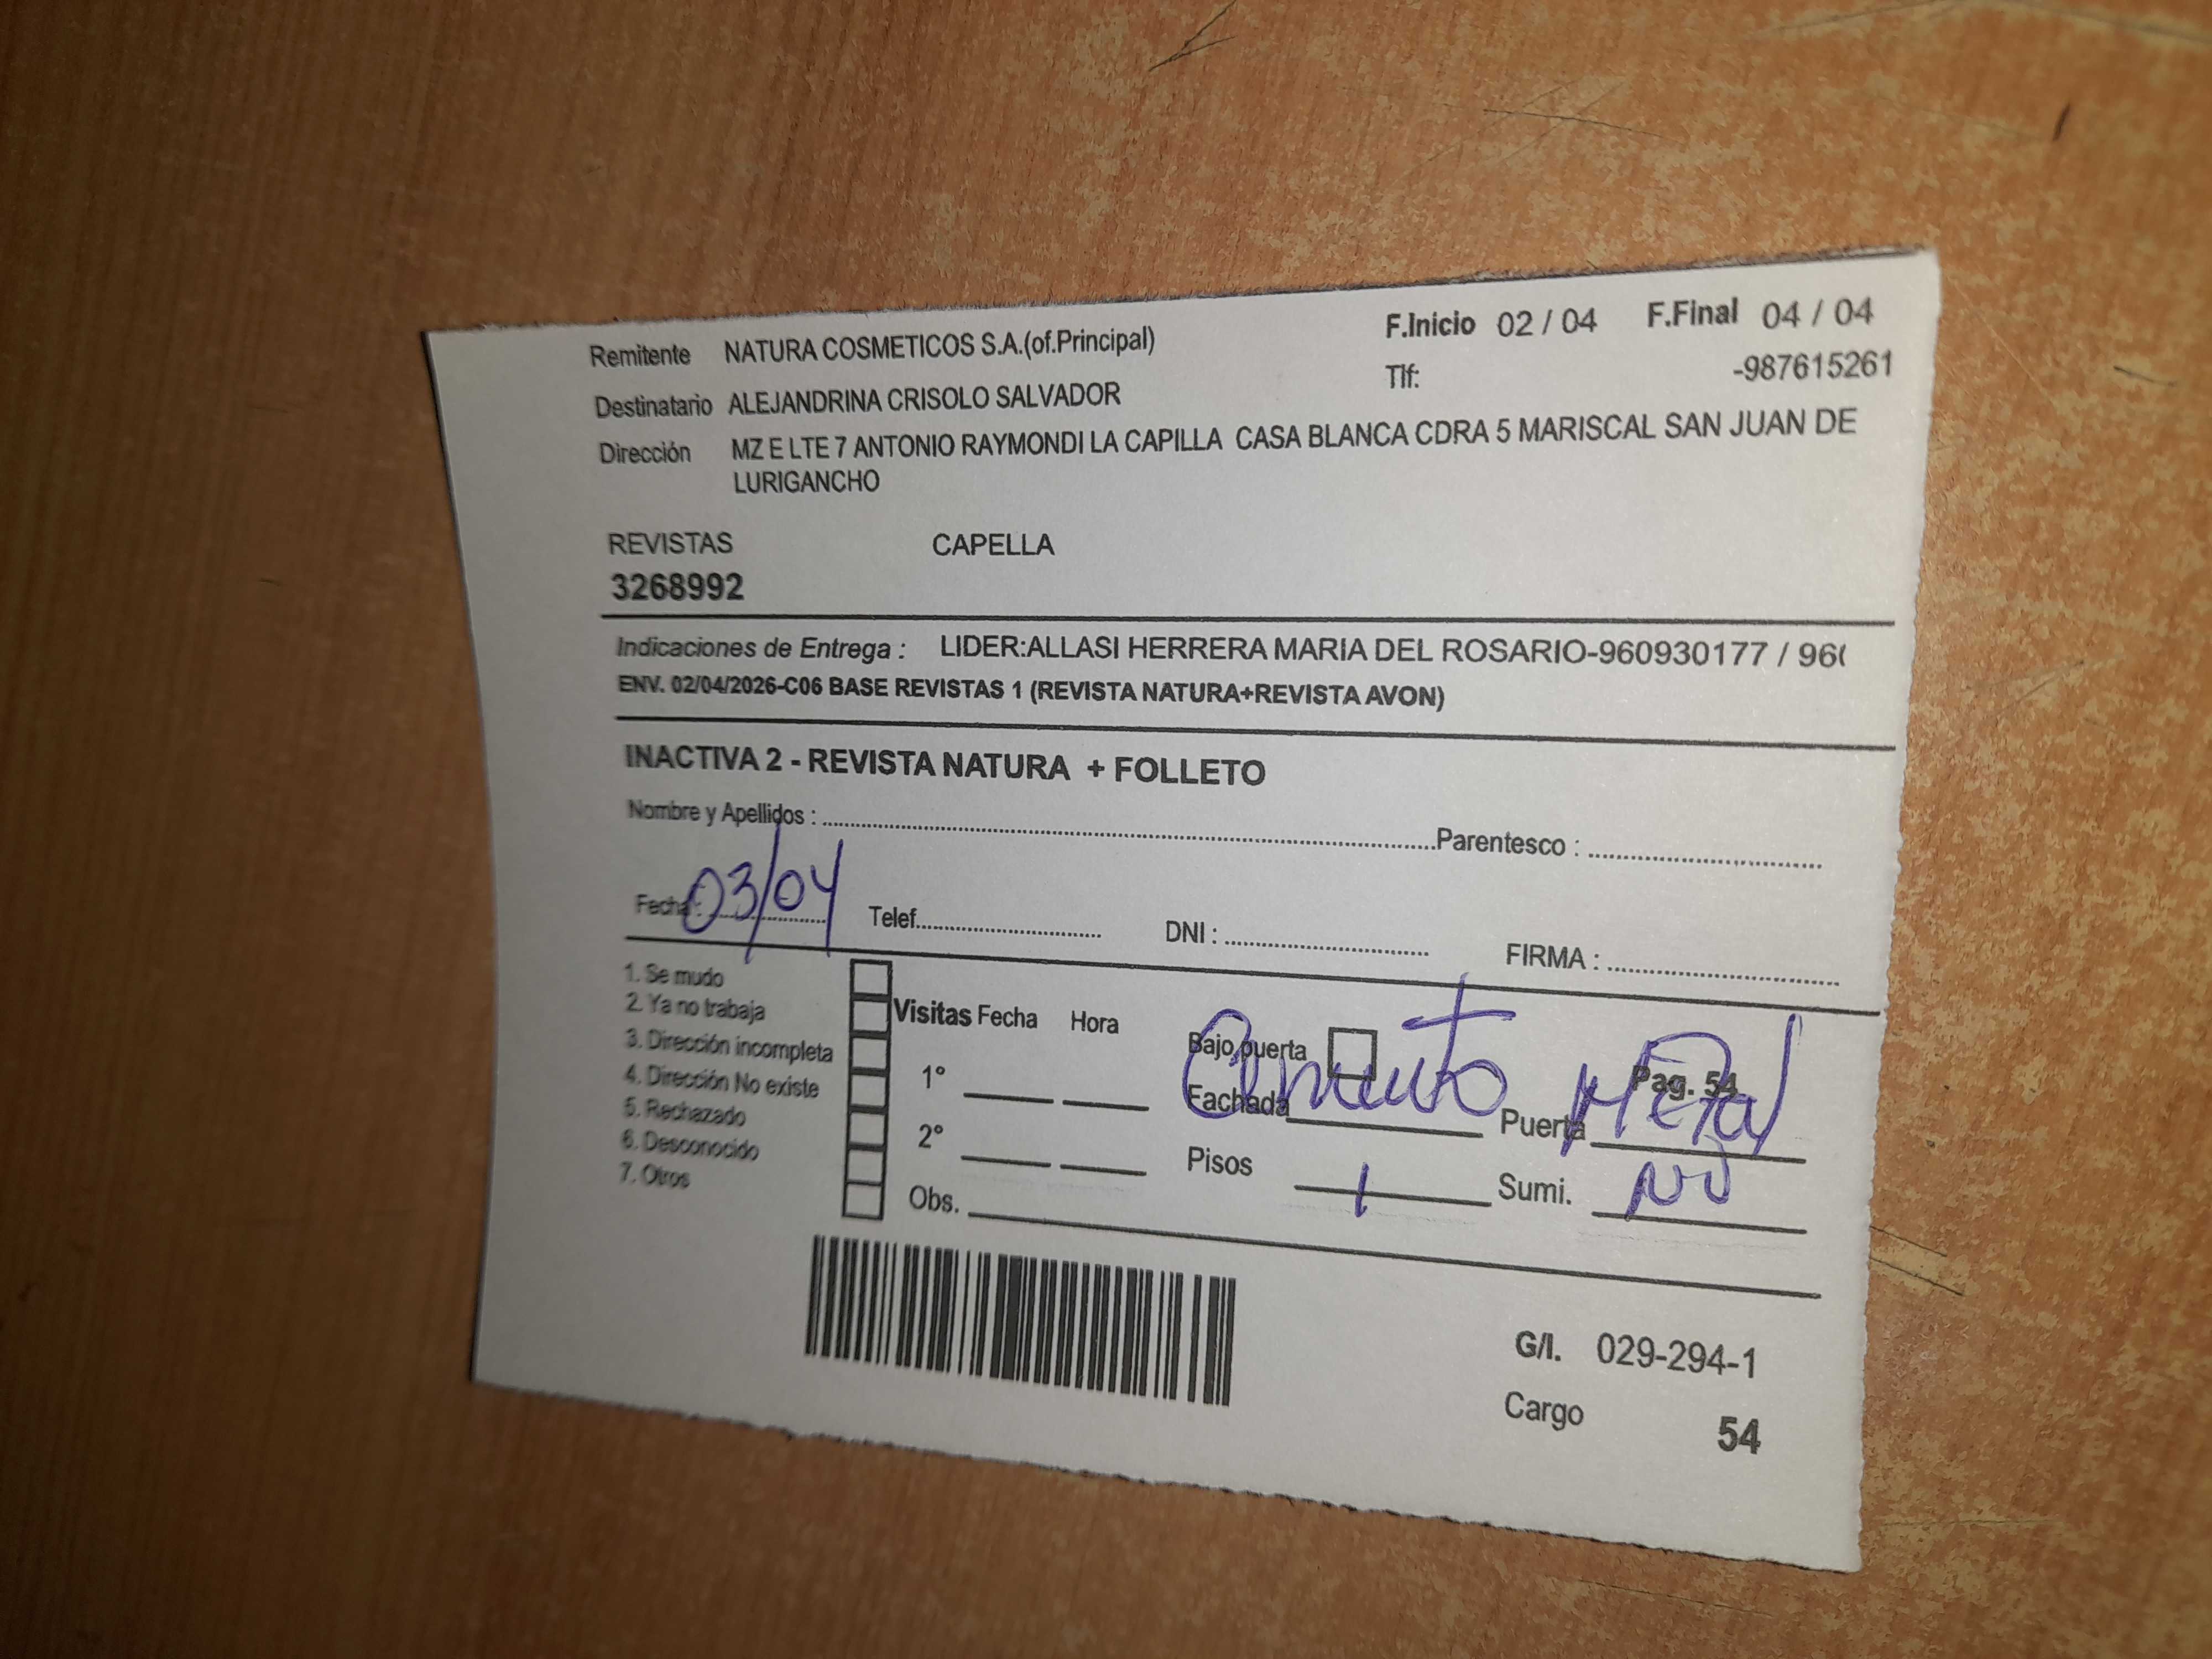 Remitente NATURA COSMETICOS S.A.(of.Principal) F.Inicio 02 / 04 F.Final 04 / 04
Tlf: -987615261
Destinatario ALEJANDRINA CRISOLO SALVADOR
Dirección MZ E LTE 7 ANTONIO RAYMONDI LA CAPILLA CASA BLANCA CDRA 5 MARISCAL SAN JUAN DE
LURIGANCHO
REVISTAS CAPELLA
3268992
Indicaciones de Entrega : LIDER:ALLASI HERRERA MARIA DEL ROSARIO-960930177 / 960
ENV. 02/04/2026-C06 BASE REVISTAS 1 (REVISTA NATURA+REVISTA AVON)
INACTIVA 2 - REVISTA NATURA + FOLLETO
Nombre y Apellidos : Parentesco :
Fecha : 03/04 Telef. DNI : FIRMA :
1. Se mudo
2. Ya no trabaja
3. Dirección incompleta
4. Dirección No existe
5. Rechazado
6. Desconocido
7. Otros
Visitas Fecha Hora
1°
2°
Obs.
Bajo puerta Pag. 54
Fachada Cemento Puerta Metal
Pisos 1 Sumi. NO
G/I. 029-294-1
Cargo 54